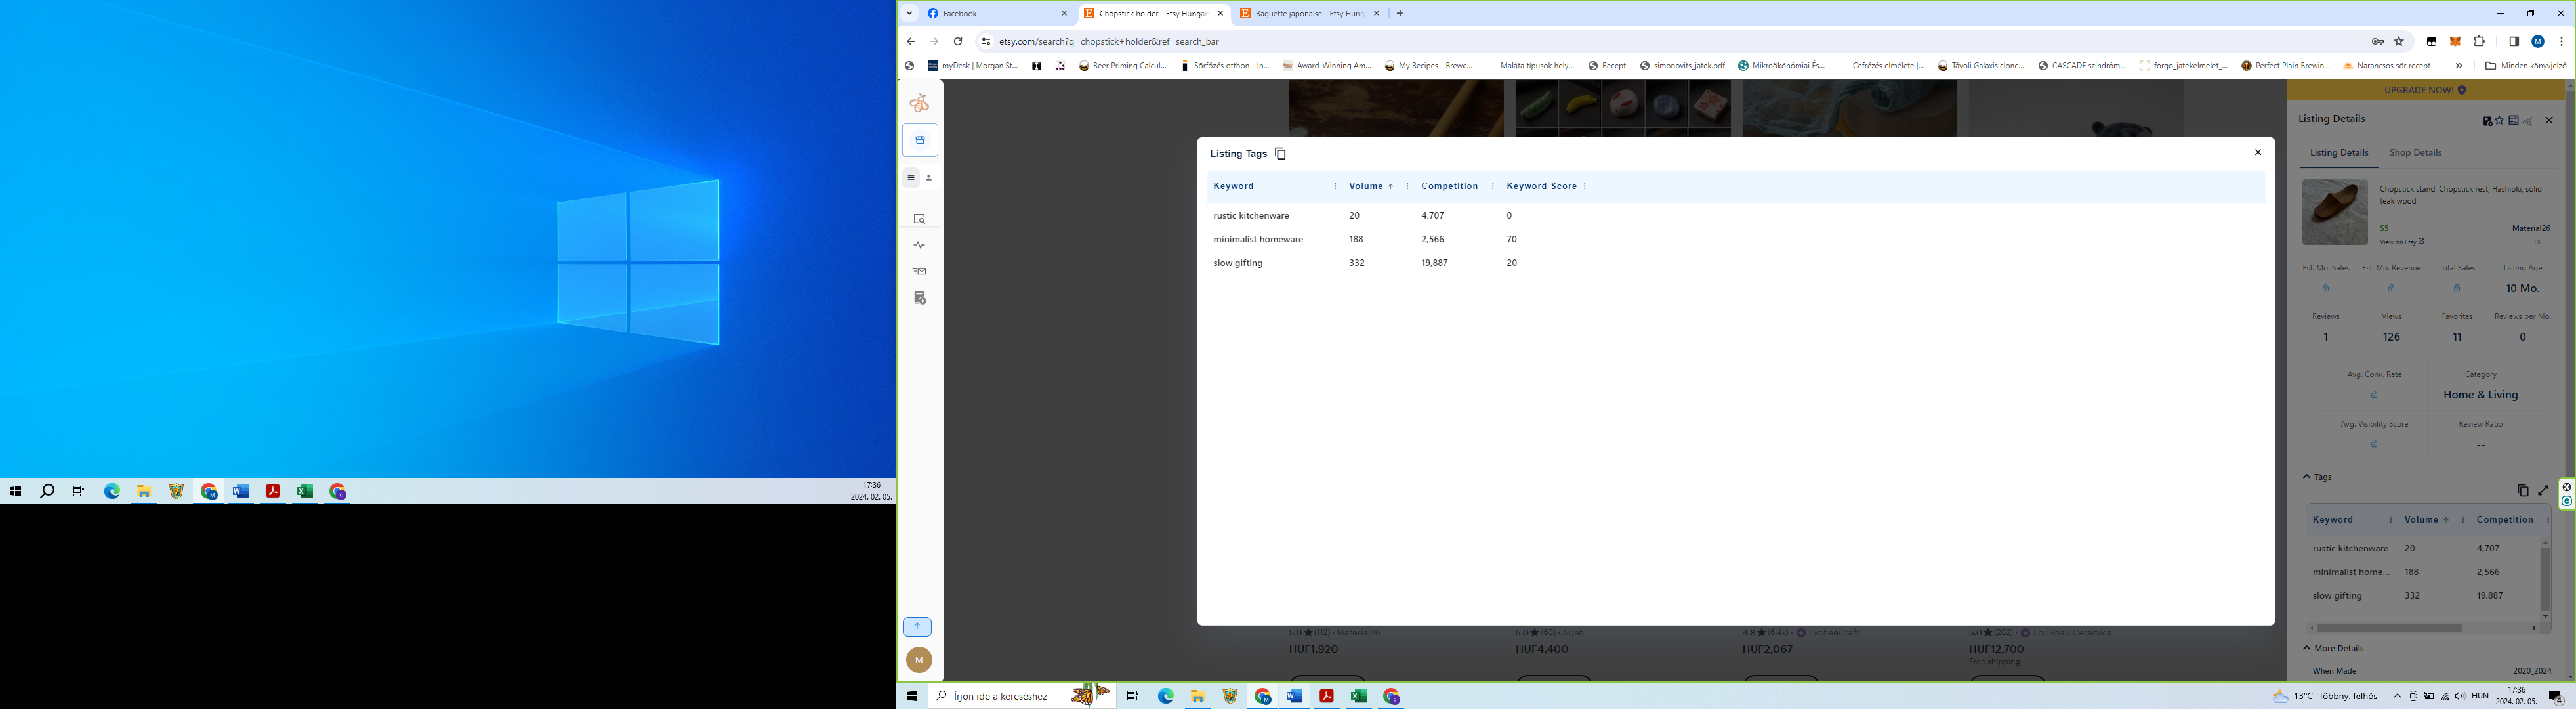 17:36
2024. 02. 05.
Facebook
Chopstick holder - Etsy Hungar
Baguette japonaise - Etsy Hung
etsy.com/search?q=chopstick+holder&ref=search_bar
myDesk | Morgan St...
Beer Priming Calcul...
Sörfőzés otthon - In...
Award-Winning Am...
My Recipes - Brewe...
Maláta típusok hely...
Recept
simonovits_jatek.pdf
Mikroökönómiai És...
Cefrézés elmélete |...
Távoli Galaxis clone...
CASCADE szindróm...
forgo_jatekelmelet_...
Perfect Plain Brewin...
Narancsos sör recept
Minden könyvjelző
UPGRADE NOW!
Listing Tags
Keyword Volume Competition Keyword Score
rustic kitchenware 20 4,707 0
minimalist homeware 188 2,566 70
slow gifting 332 19,887 20
Listing Details
Listing Details Shop Details
Chopstick stand, Chopstick rest, Hashioki, solid
teak wood
$5 Material26
View on Etsy DE
Est. Mo. Sales Est. Mo. Revenue Total Sales Listing Age
10 Mo.
Reviews Views Favorites Reviews per Mo.
1 126 11 0
Avg. Conv. Rate Category
Home & Living
Avg. Visibility Score Review Ratio
--
Tags
Keyword Volume Competition
rustic kitchenware 20 4,707
minimalist home... 188 2,566
slow gifting 332 19,887
More Details
When Made 2020_2024
5.0 (112) · Material26
HUF1,920
5.0 (63) · Arjeh
HUF4,400
4.8 (6.4k) · LycheeCraft
HUF2,067
5.0 (282) · LoriShaulCeramics
HUF12,700
Free shipping
M
Írjon ide a kereséshez
13°C Többny. felhős
HUN
17:36
2024. 02. 05.
4